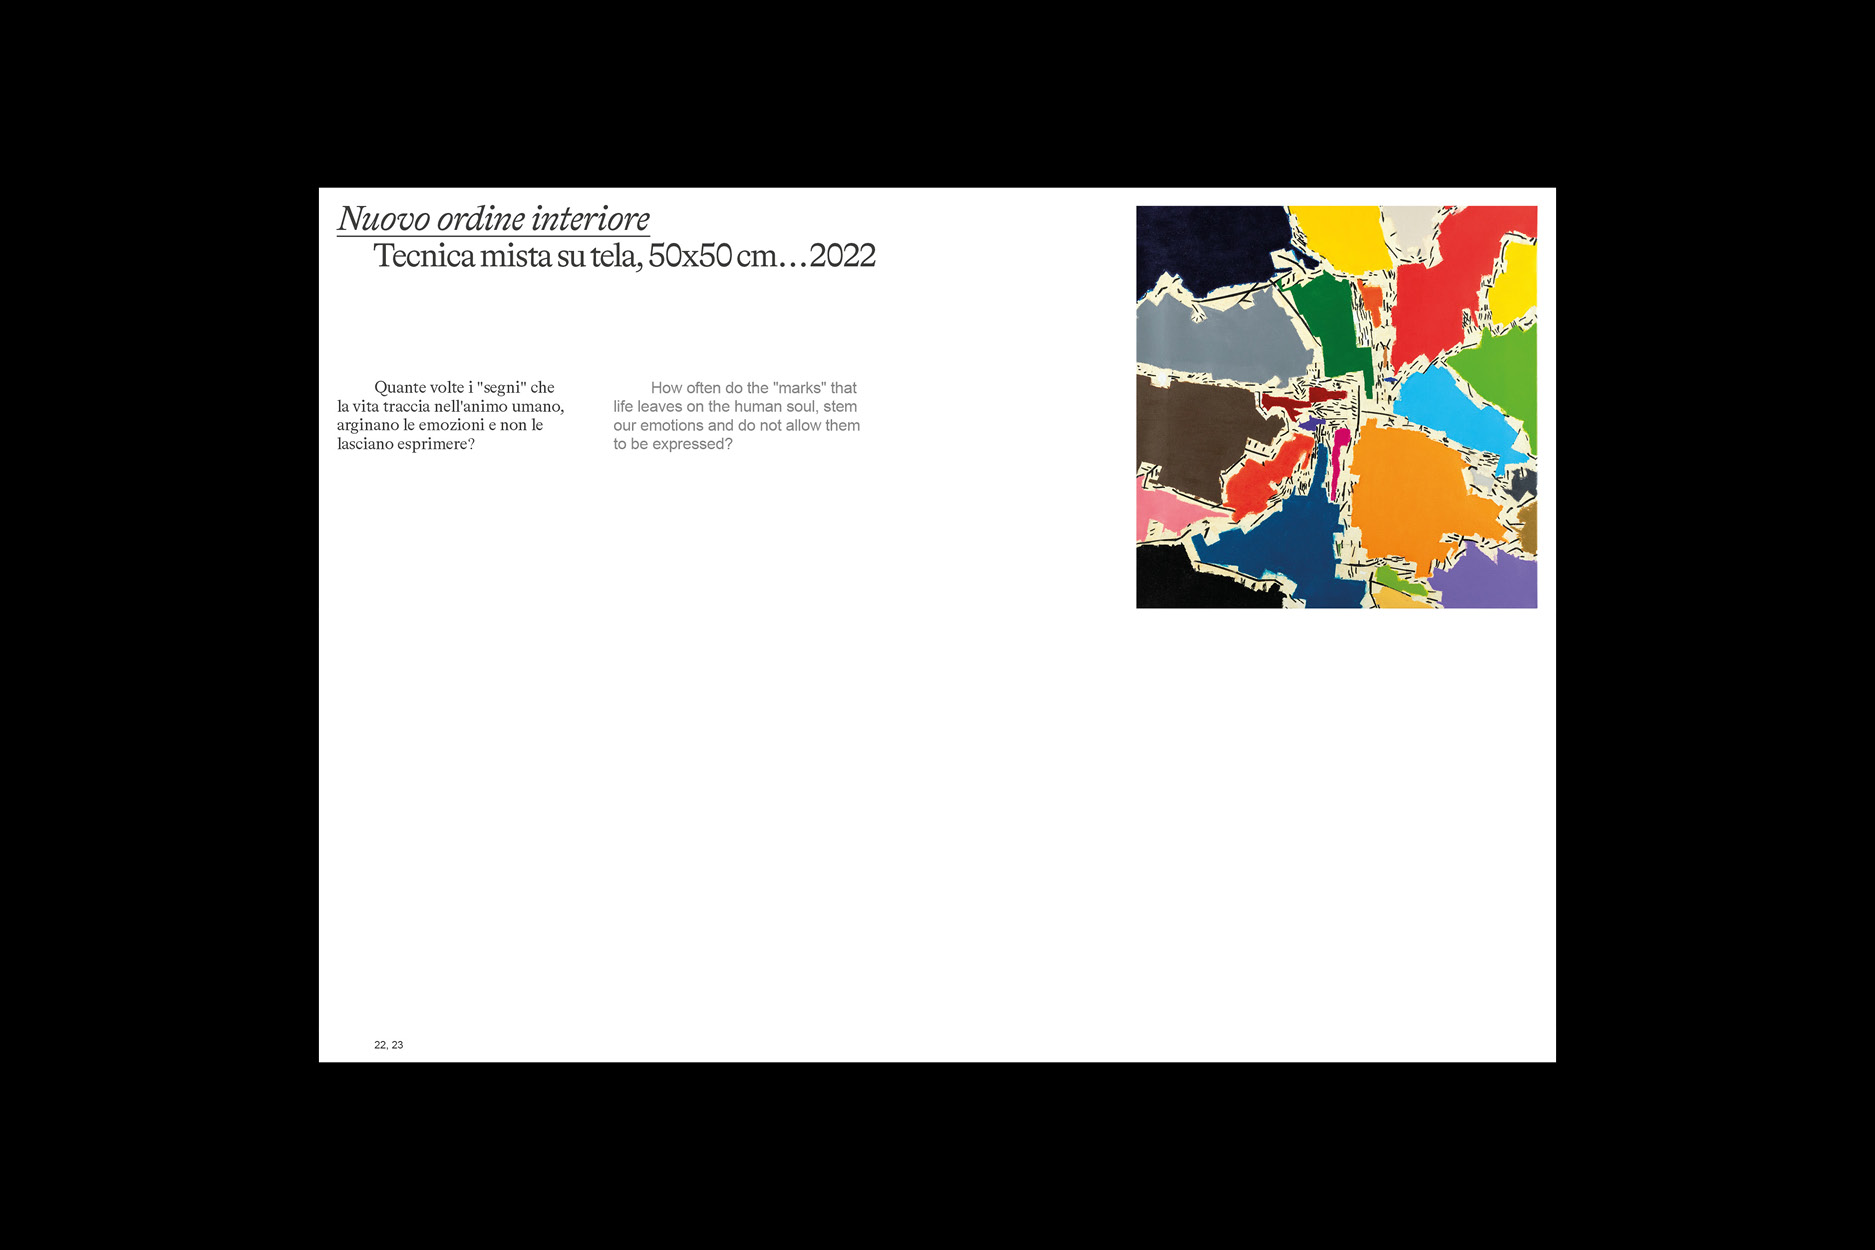 Nuovo ordine interiore
Tecnica mista su tela, 50x50 cm...2022
Quante volte i "segni" che
la vita traccia nell'animo umano,
arginano le emozioni e non le
lasciano esprimere?
How often do the "marks" that
life leaves on the human soul, stem
our emotions and do not allow them
to be expressed?
22, 23